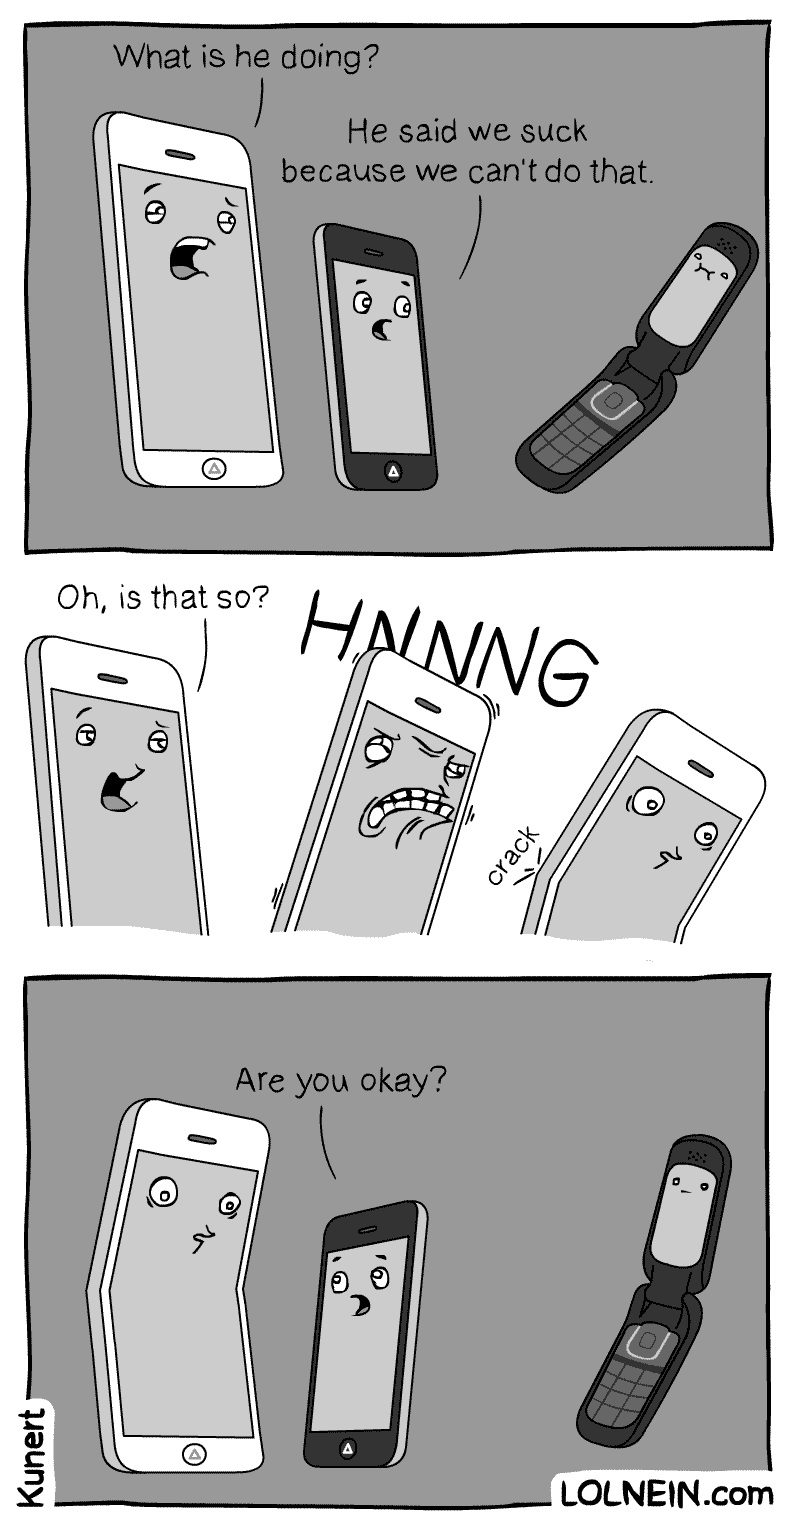 What is he doing?
He said we suck
because we can't do that.
Oh, is that so?
HNNNG
crack
Are you okay?
Kunert
LOLNEIN.com